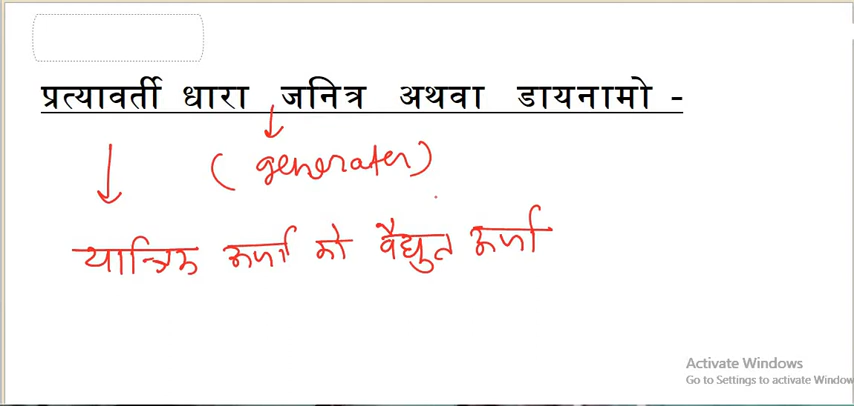 प्रत्यावर्ती धारा जनित्र अथवा डायनामो -
(generater)
यान्त्रिक ऊर्जा को वैद्युत ऊर्जा
Activate Windows
Go to Settings to activate Window